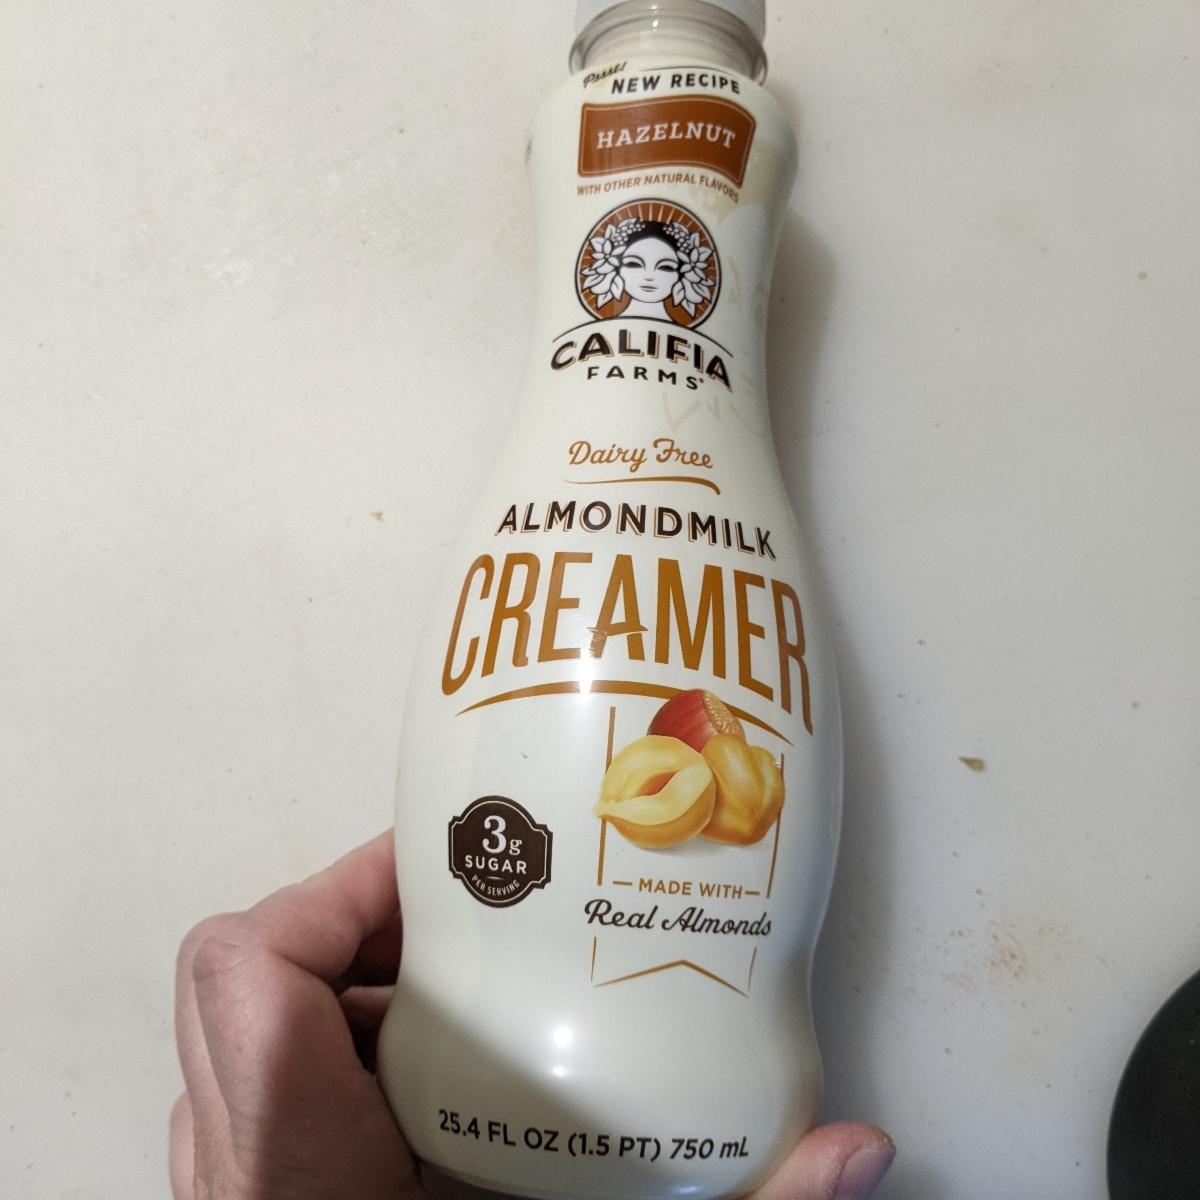 Pssst!
NEW RECIPE
HAZELNUT
WITH OTHER NATURAL FLAVORS
CALIFIA
FARMS®
Dairy Free
ALMONDMILK
CREAMER
3g
SUGAR
PER SERVING
MADE WITH
Real Almonds
25.4 FL OZ (1.5 PT) 750 mL